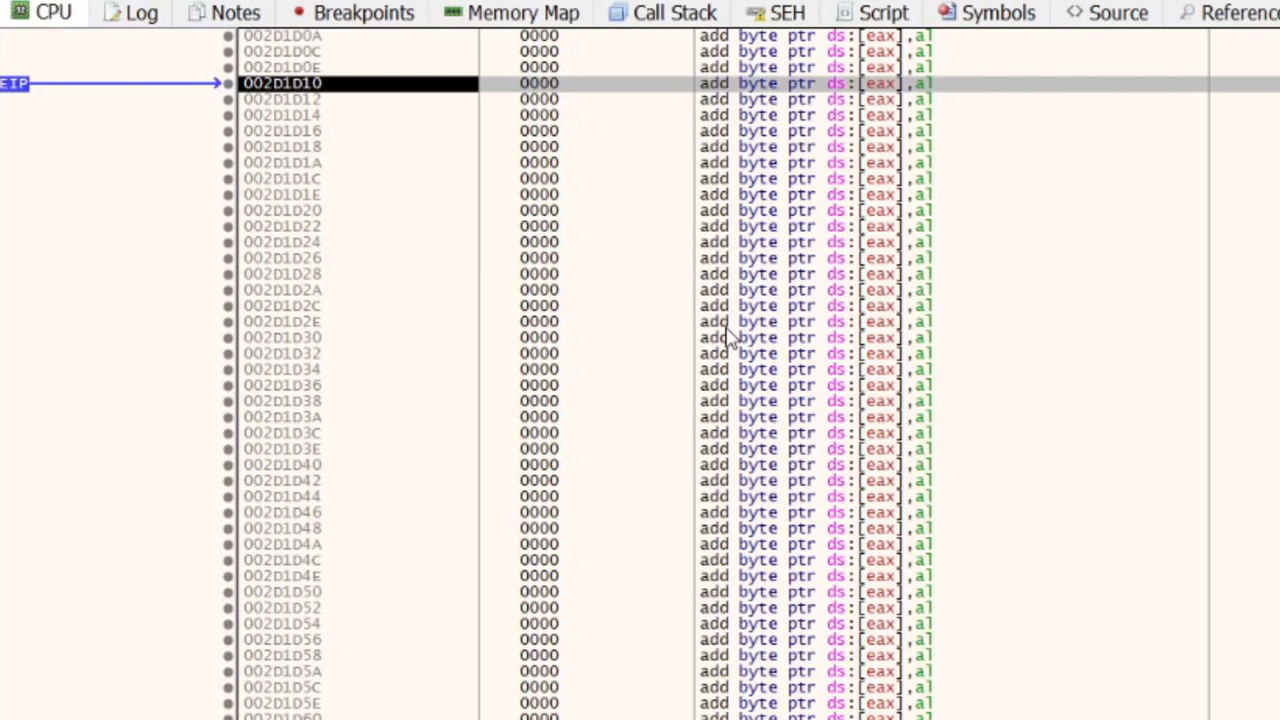 CPU Log Notes Breakpoints Memory Map Call Stack SEH Script Symbols Source Referenc
002D1D0A 0000 add byte ptr ds:[eax],al
002D1D0C 0000 add byte ptr ds:[eax],al
002D1D0E 0000 add byte ptr ds:[eax],al
EIP 002D1D10 0000 add byte ptr ds:[eax],al
002D1D12 0000 add byte ptr ds:[eax],al
002D1D14 0000 add byte ptr ds:[eax],al
002D1D16 0000 add byte ptr ds:[eax],al
002D1D18 0000 add byte ptr ds:[eax],al
002D1D1A 0000 add byte ptr ds:[eax],al
002D1D1C 0000 add byte ptr ds:[eax],al
002D1D1E 0000 add byte ptr ds:[eax],al
002D1D20 0000 add byte ptr ds:[eax],al
002D1D22 0000 add byte ptr ds:[eax],al
002D1D24 0000 add byte ptr ds:[eax],al
002D1D26 0000 add byte ptr ds:[eax],al
002D1D28 0000 add byte ptr ds:[eax],al
002D1D2A 0000 add byte ptr ds:[eax],al
002D1D2C 0000 add byte ptr ds:[eax],al
002D1D2E 0000 add byte ptr ds:[eax],al
002D1D30 0000 add byte ptr ds:[eax],al
002D1D32 0000 add byte ptr ds:[eax],al
002D1D34 0000 add byte ptr ds:[eax],al
002D1D36 0000 add byte ptr ds:[eax],al
002D1D38 0000 add byte ptr ds:[eax],al
002D1D3A 0000 add byte ptr ds:[eax],al
002D1D3C 0000 add byte ptr ds:[eax],al
002D1D3E 0000 add byte ptr ds:[eax],al
002D1D40 0000 add byte ptr ds:[eax],al
002D1D42 0000 add byte ptr ds:[eax],al
002D1D44 0000 add byte ptr ds:[eax],al
002D1D46 0000 add byte ptr ds:[eax],al
002D1D48 0000 add byte ptr ds:[eax],al
002D1D4A 0000 add byte ptr ds:[eax],al
002D1D4C 0000 add byte ptr ds:[eax],al
002D1D4E 0000 add byte ptr ds:[eax],al
002D1D50 0000 add byte ptr ds:[eax],al
002D1D52 0000 add byte ptr ds:[eax],al
002D1D54 0000 add byte ptr ds:[eax],al
002D1D56 0000 add byte ptr ds:[eax],al
002D1D58 0000 add byte ptr ds:[eax],al
002D1D5A 0000 add byte ptr ds:[eax],al
002D1D5C 0000 add byte ptr ds:[eax],al
002D1D5E 0000 add byte ptr ds:[eax],al
002D1D60 0000 add byte ptr ds:[eax],al